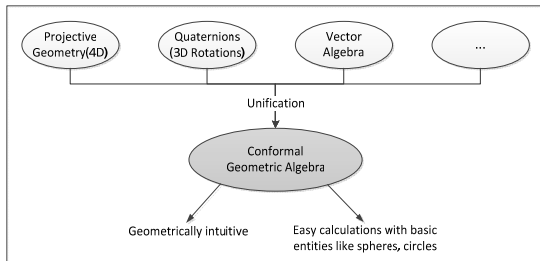 Projective
Geometry(4D)
Quaternions
(3D Rotations)
Vector
Algebra
...
Unification
Conformal
Geometric Algebra
Geometrically intuitive
Easy calculations with basic
entities like spheres, circles